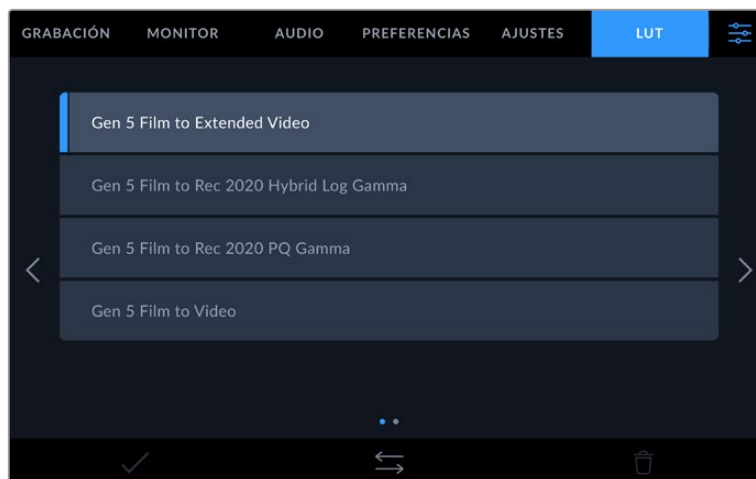 GRABACIÓN MONITOR AUDIO PREFERENCIAS AJUSTES LUT
Gen 5 Film to Extended Video
Gen 5 Film to Rec 2020 Hybrid Log Gamma
Gen 5 Film to Rec 2020 PQ Gamma
Gen 5 Film to Video